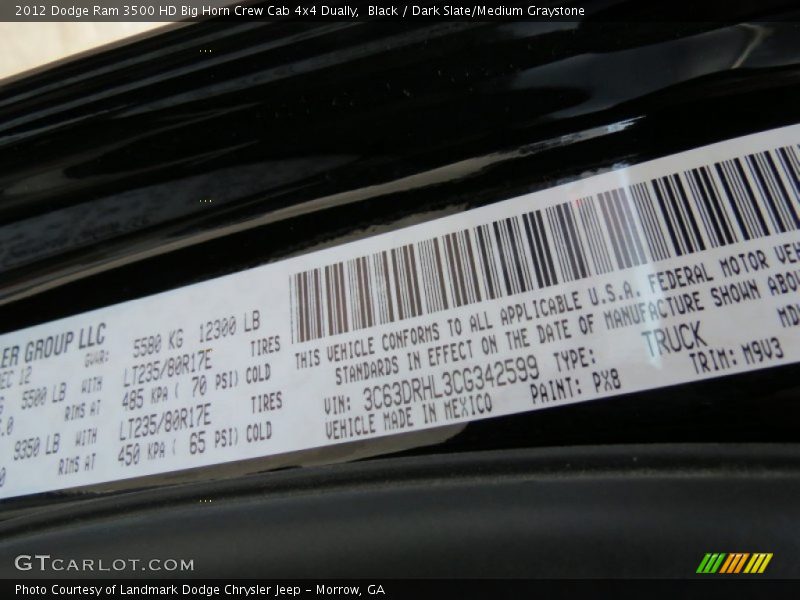 2012 Dodge Ram 3500 HD Big Horn Crew Cab 4x4 Dually,  Black / Dark Slate/Medium Graystone
LER GROUP LLC
DEC 12 GVWR: 5580 KG 12300 LB
5500 LB WITH LT235/80R17E TIRES
RIMS AT 485 KPA ( 70 PSI) COLD
9350 LB WITH LT235/80R17E TIRES
RIMS AT 450 KPA ( 65 PSI) COLD
THIS VEHICLE CONFORMS TO ALL APPLICABLE U.S.A. FEDERAL MOTOR VEH
STANDARDS IN EFFECT ON THE DATE OF MANUFACTURE SHOWN ABO
VIN: 3C63DRHL3CG342599 TYPE: TRUCK MD
VEHICLE MADE IN MEXICO PAINT: PX8 TRIM: M9V3
GTCARLOT.COM
Photo Courtesy of Landmark Dodge Chrysler Jeep – Morrow, GA